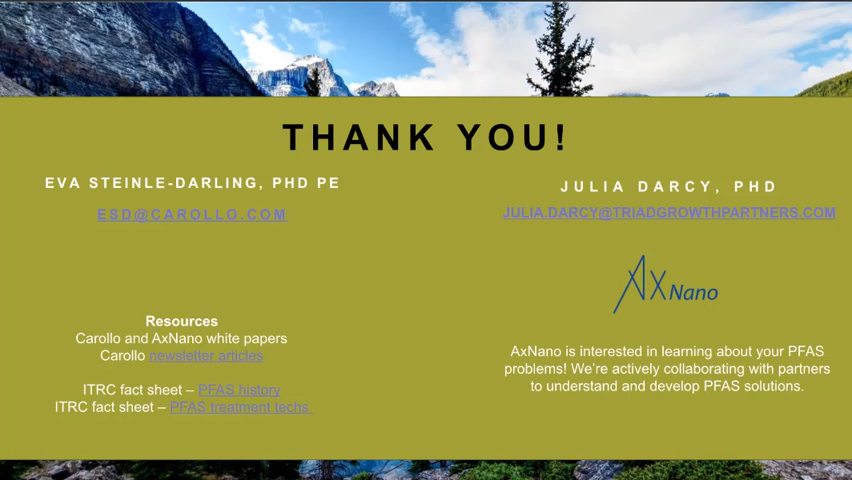 THANK YOU!
EVA STEINLE-DARLING, PHD PE
ESD@CAROLLO.COM
Resources
Carollo and AxNano white papers
Carollo newsletter articles
ITRC fact sheet – PFAS history
ITRC fact sheet – PFAS treatment techs
JULIA DARCY, PHD
JULIA.DARCY@TRIADGROWTHPARTNERS.COM
AxNano
AxNano is interested in learning about your PFAS
problems! We're actively collaborating with partners
to understand and develop PFAS solutions.